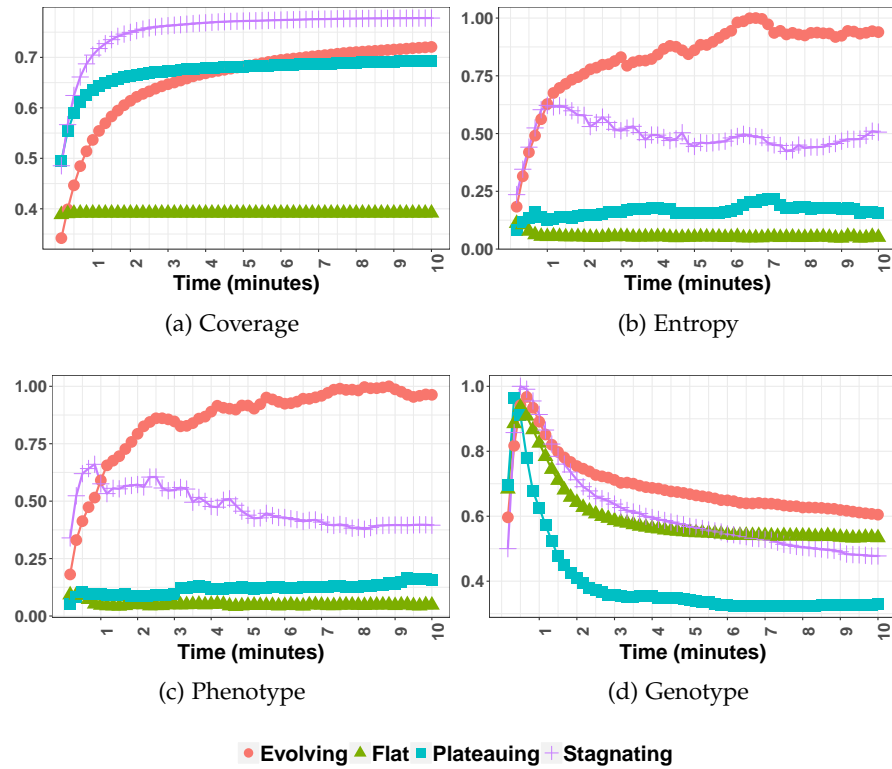 0.7
0.6
0.5
0.4
1 2 3 4 5 6 7 8 9 10
Time (minutes)
(a) Coverage
1.00
0.75
0.50
0.25
0.00
1 2 3 4 5 6 7 8 9 10
Time (minutes)
(b) Entropy
1.00
0.75
0.50
0.25
0.00
1 2 3 4 5 6 7 8 9 10
Time (minutes)
(c) Phenotype
1.0
0.8
0.6
0.4
1 2 3 4 5 6 7 8 9 10
Time (minutes)
(d) Genotype
Evolving Flat Plateauing Stagnating